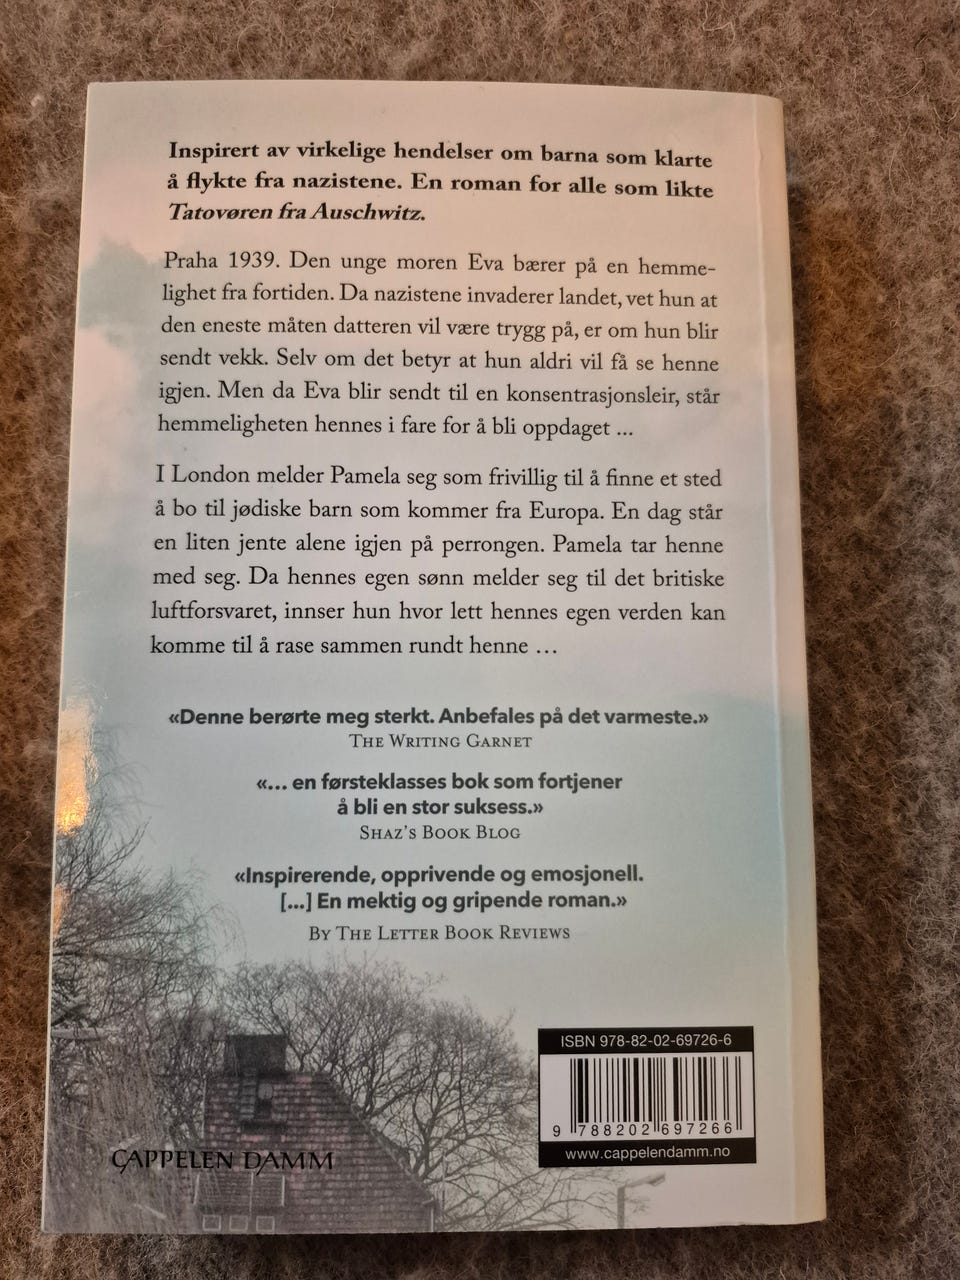 Inspirert av virkelige hendelser om barna som klarte
å flykte fra nazistene. En roman for alle som likte
Tatovøren fra Auschwitz.
Praha 1939. Den unge moren Eva bærer på en hemme-
lighet fra fortiden. Da nazistene invaderer landet, vet hun at
den eneste måten datteren vil være trygg på, er om hun blir
sendt vekk. Selv om det betyr at hun aldri vil få se henne
igjen. Men da Eva blir sendt til en konsentrasjonsleir, står
hemmeligheten hennes i fare for å bli oppdaget ...
I London melder Pamela seg som frivillig til å finne et sted
å bo til jødiske barn som kommer fra Europa. En dag står
en liten jente alene igjen på perrongen. Pamela tar henne
med seg. Da hennes egen sønn melder seg til det britiske
luftforsvaret, innser hun hvor lett hennes egen verden kan
komme til å rase sammen rundt henne ...
«Denne berørte meg sterkt. Anbefales på det varmeste.»
The Writing Garnet
«... en førsteklasses bok som fortjener
å bli en stor suksess.»
Shaz's Book Blog
«Inspirerende, opprivende og emosjonell.
[...] En mektig og gripende roman.»
By The Letter Book Reviews
ISBN 978-82-02-69726-6
9 788202 697266
www.cappelendamm.no
CAPPELEN DAMM